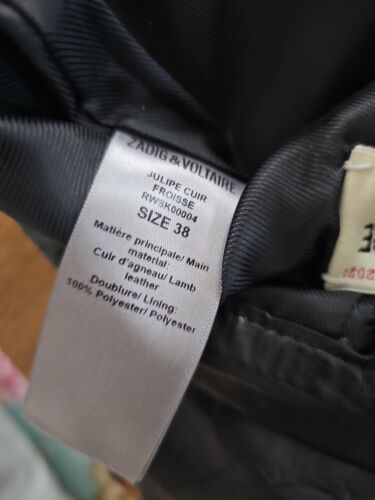 ZADIG&VOLTAIRE
JULIPE CUIR
FROISSE
RWSK00004
SIZE 38
Matière principale/ Main
material:
Cuir d'agneau/ Lamb
leather
Doublure/ Lining:
100% Polyester/ Polyester